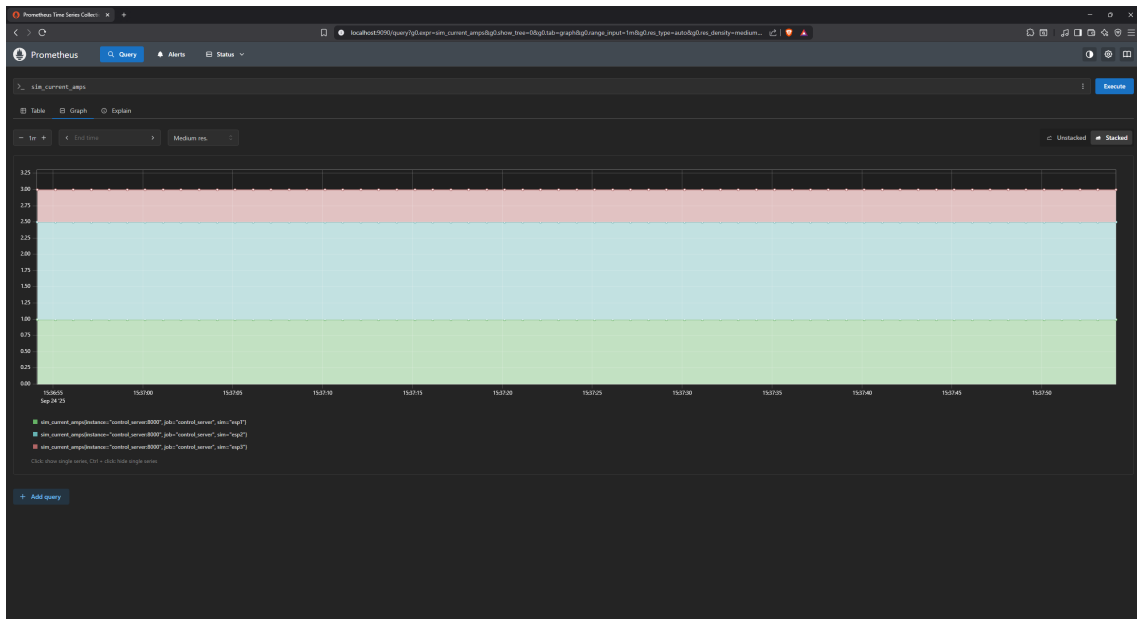 Prometheus Time Series Collecti
localhost:9090/query?g0.expr=sim_current_amps&g0.show_tree=0&g0.tab=graph&g0.range_input=1m&g0.res_type=auto&g0.res_density=medium...
Prometheus Query Alerts Status
sim_current_amps Execute
Table Graph Explain
End time Medium res. Unstacked Stacked
3.25
3.00
2.75
2.50
2.25
2.00
1.75
1.50
1.25
1.00
0.75
0.50
0.25
0.00
15:36:55 15:37:00 15:37:05 15:37:10 15:37:15 15:37:20 15:37:25 15:37:30 15:37:35 15:37:40 15:37:45 15:37:50
Sep 24 '25
sim_current_amps{instance="control_server:8000", job="control_server", sim="esp1"}
sim_current_amps{instance="control_server:8000", job="control_server", sim="esp2"}
sim_current_amps{instance="control_server:8000", job="control_server", sim="esp3"}
Click: show single series, Ctrl + click: hide single series
+ Add query